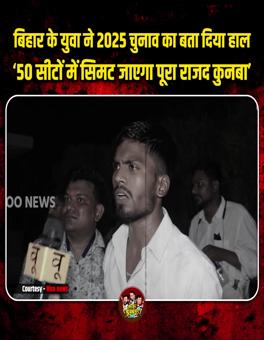 बिहार के युवा ने 2025 चुनाव का बता दिया हाल
‘50 सीटों में सिमट जाएगा पूरा राजद कुनबा’
OO NEWS
वू वू
Courtesy -